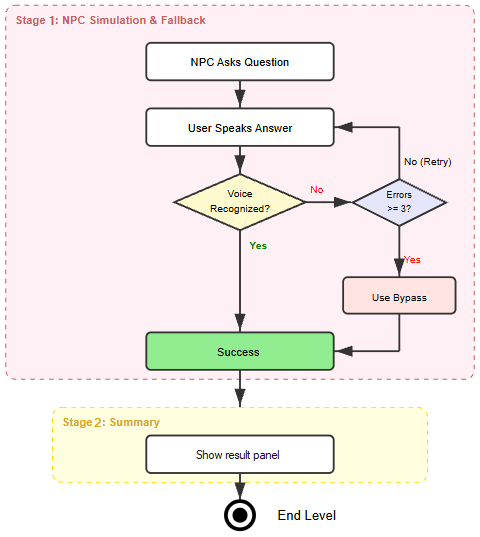 Stage 1: NPC Simulation & Fallback
NPC Asks Question
User Speaks Answer
No (Retry)
Voice
Recognized?
No
Errors
>= 3?
Yes
Yes
Use Bypass
Success
Stage 2: Summary
Show result panel
End Level